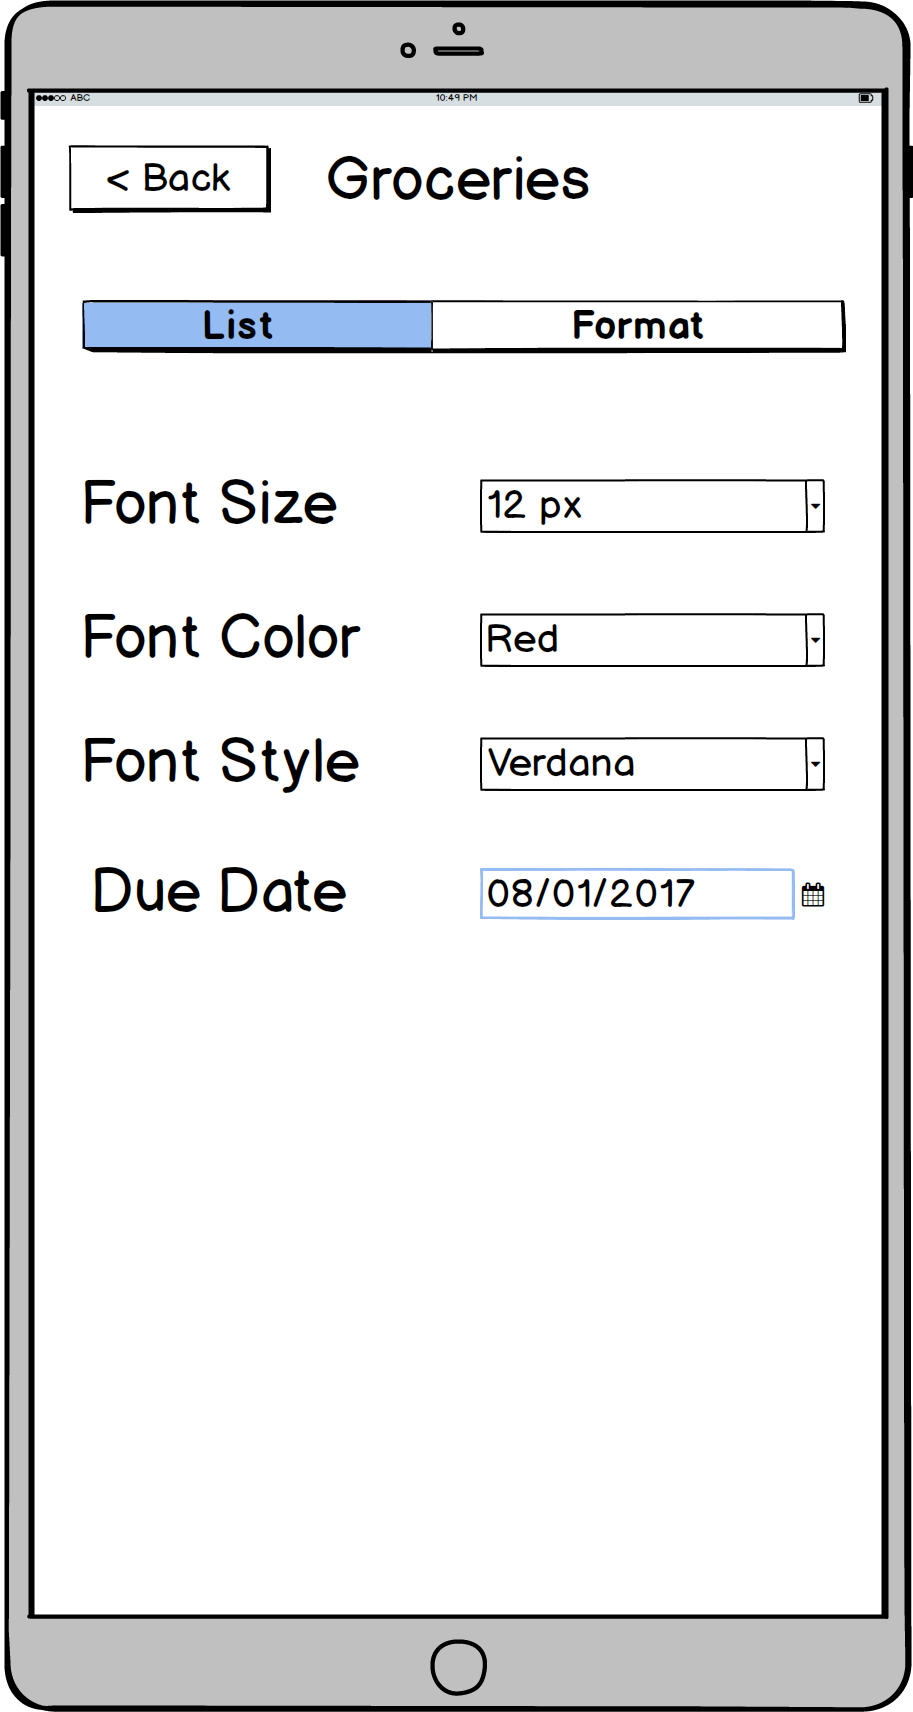 ABC 10:49 PM
< Back Groceries
List Format
Font Size 12 px
Font Color Red
Font Style Verdana
Due Date 08/01/2017